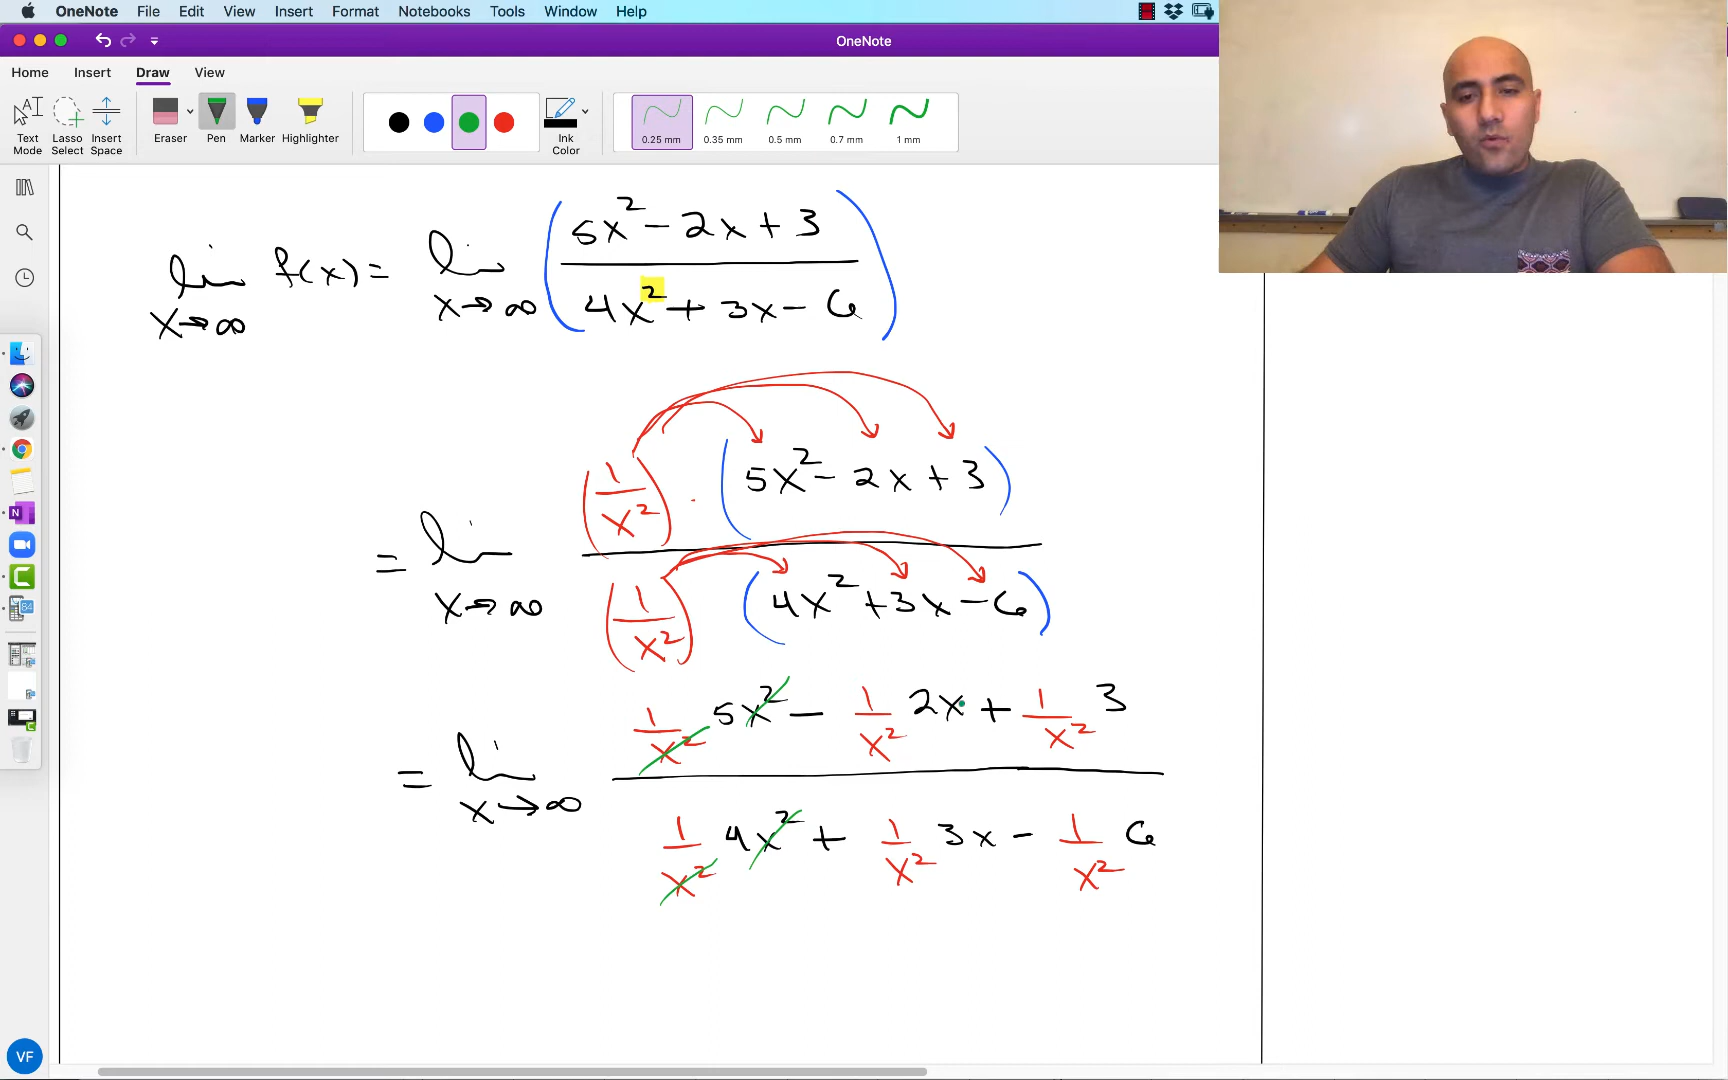 OneNote File Edit View Insert Format Notebooks Tools Window Help
OneNote
Home Insert Draw View
Text Mode
Lasso Select
Insert Space
Eraser
Pen
Marker
Highlighter
Ink Color
0.25 mm
0.35 mm
0.5 mm
0.7 mm
1 mm
lim x→∞ f(x) = lim x→∞ ( (5x² − 2x + 3) / (4x² + 3x − 6) )
= lim x→∞ ( (1/x²) · (5x² − 2x + 3) ) / ( (1/x²) (4x² + 3x − 6) )
= lim x→∞ ( 1/x² 5x² − 1/x² 2x + 1/x² 3 ) / ( 1/x² 4x² + 1/x² 3x − 1/x² 6 )
VF